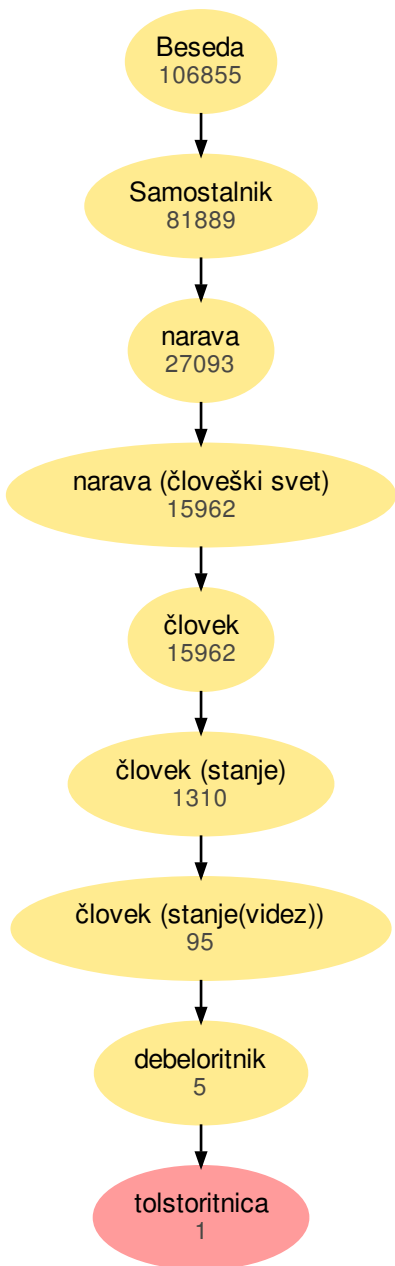 Beseda
106855
Samostalnik
81889
narava
27093
narava (človeški svet)
15962
človek
15962
človek (stanje)
1310
človek (stanje(videz))
95
debeloritnik
5
tolstoritnica
1